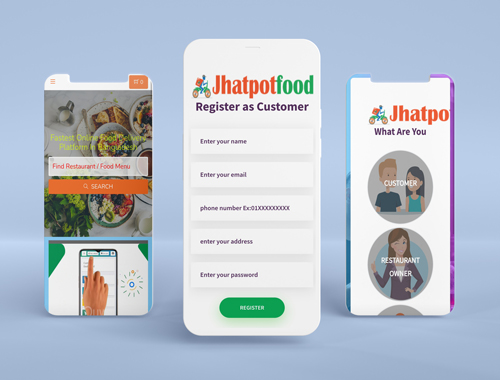 Fastest Online Food Delivery
Platform in Bangladesh
Find Restaurant / Food Menu
SEARCH
Jhatpotfood
Register as Customer
Enter your name
Enter your email
phone number Ex:01XXXXXXXXX
enter your address
Enter your password
REGISTER
Jhatpo
What Are You
CUSTOMER
RESTAURANT
OWNER